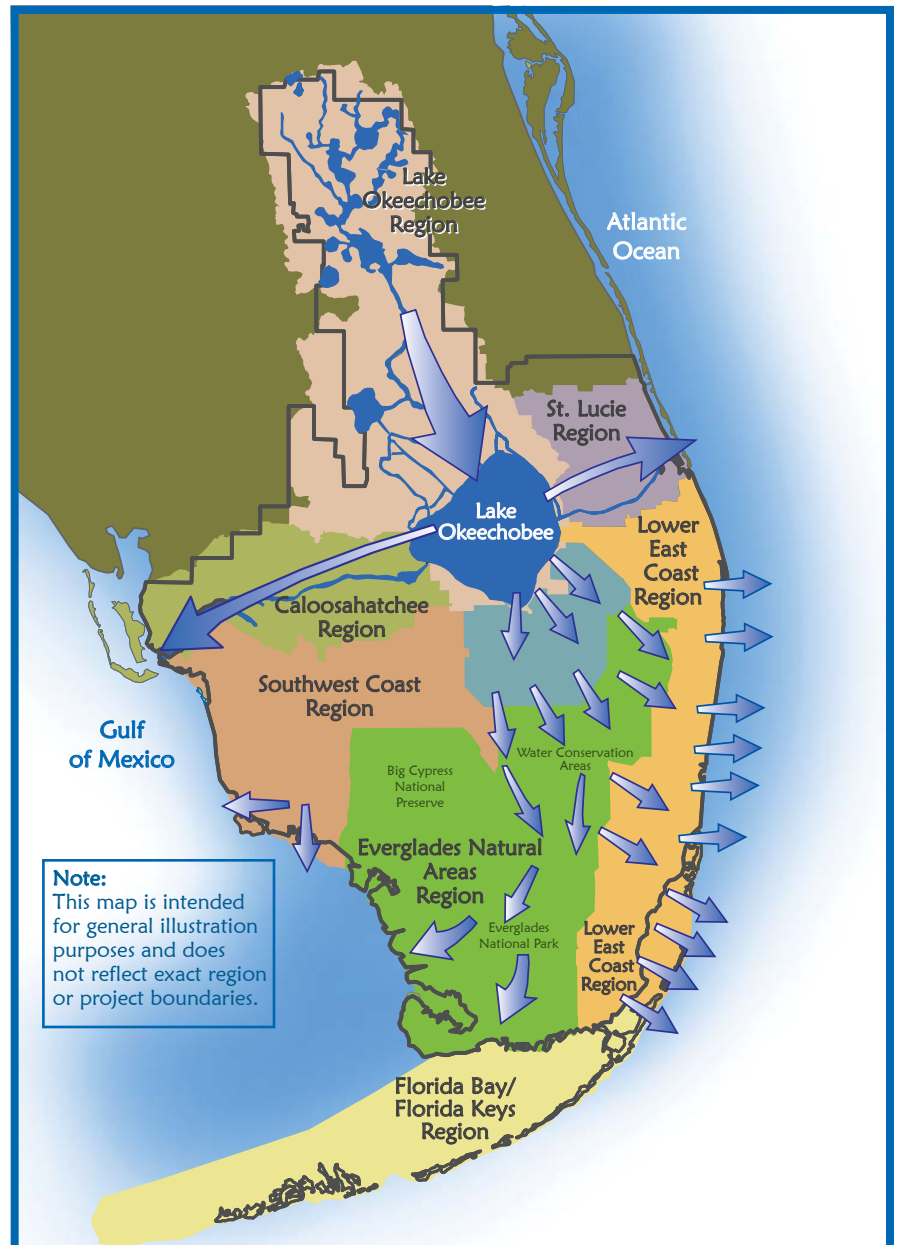 Lake
Okeechobee
Region
Atlantic
Ocean
St. Lucie
Region
Lake
Okeechobee
Lower
East
Coast
Region
Caloosahatchee
Region
Southwest Coast
Region
Gulf
of Mexico
Water Conservation
Areas
Big Cypress
National
Preserve
Everglades Natural
Areas
Region
Note:
This map is intended
for general illustration
purposes and does
not reflect exact region
or project boundaries.
Everglades
National Park
Lower
East
Coast
Region
Florida Bay/
Florida Keys
Region